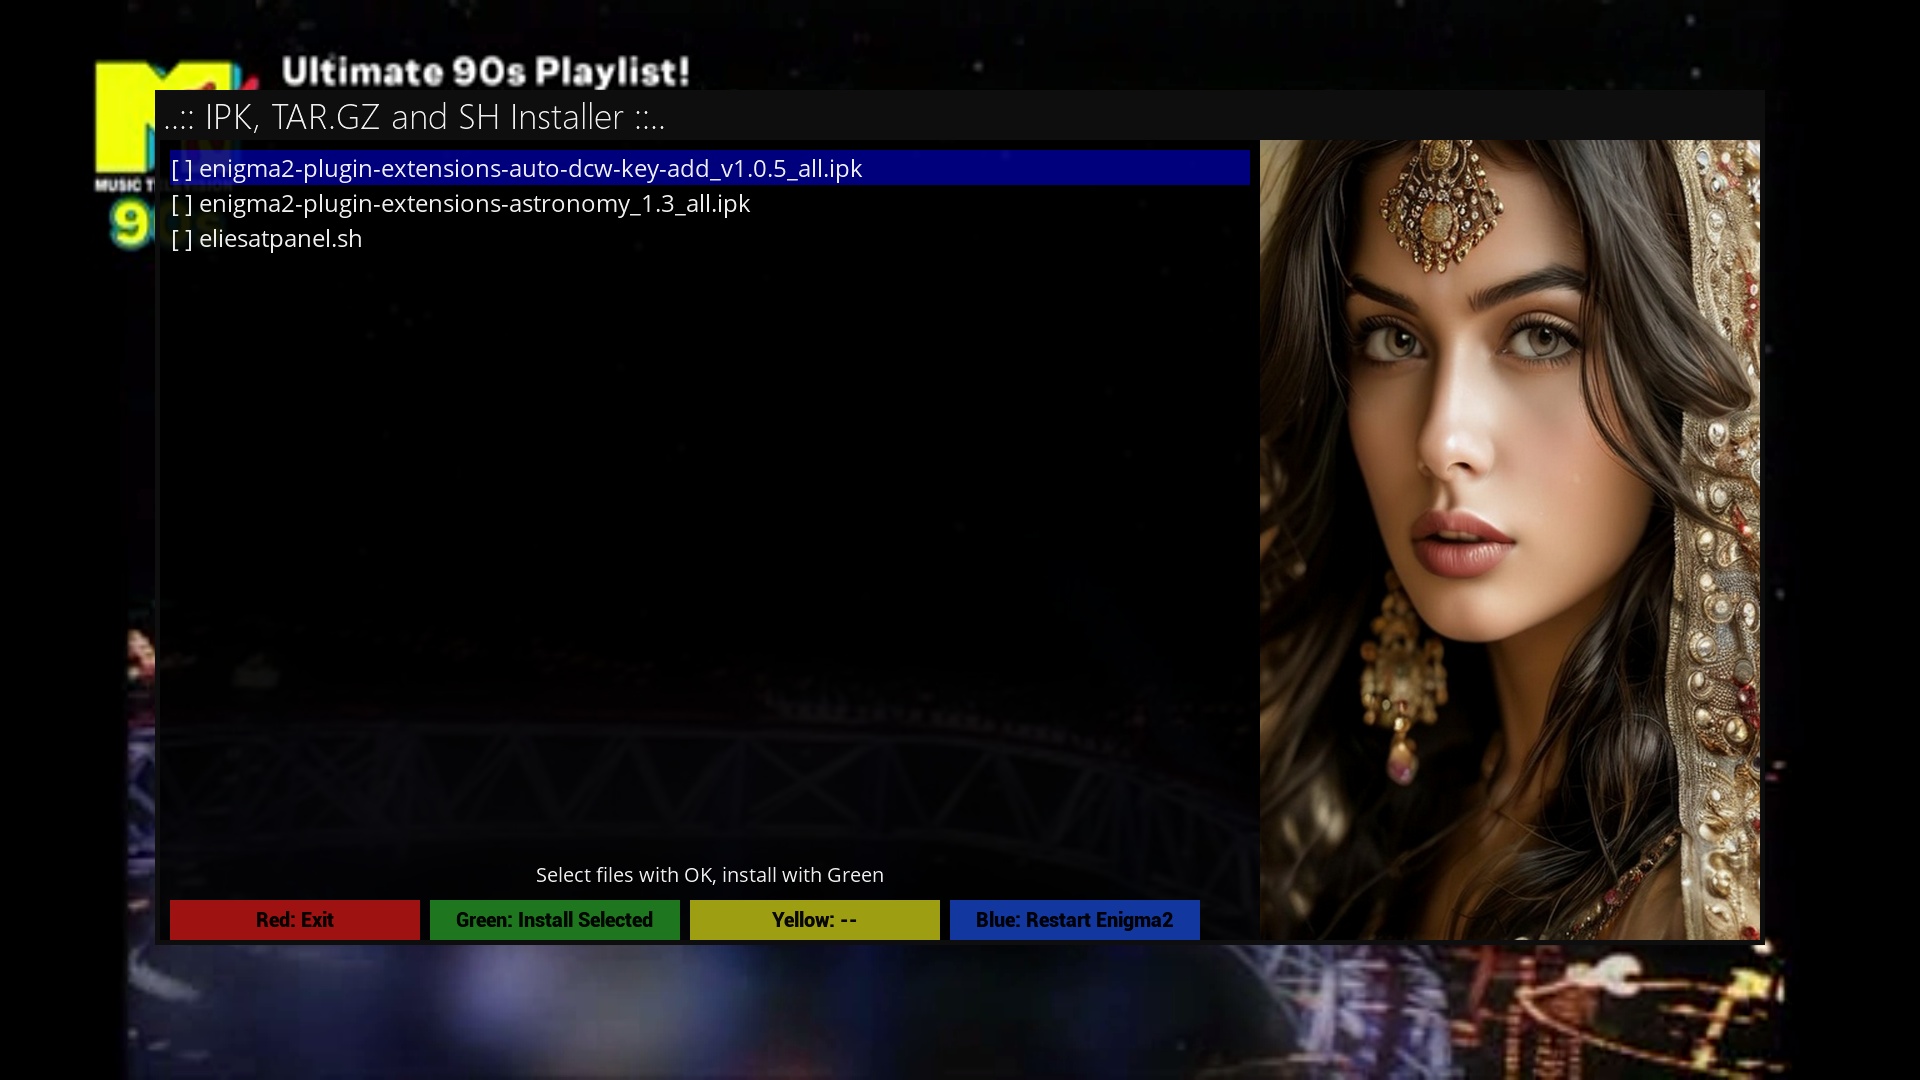 Ultimate 90s Playlist!
..:: IPK, TAR.GZ and SH Installer ::..
[ ] enigma2-plugin-extensions-auto-dcw-key-add_v1.0.5_all.ipk
MUSIC T
[ ] enigma2-plugin-extensions-astronomy_1.3_all.ipk
[ ] eliesatpanel.sh
Select files with OK, install with Green
Red: Exit
Green: Install Selected
Yellow: --
Blue: Restart Enigma2